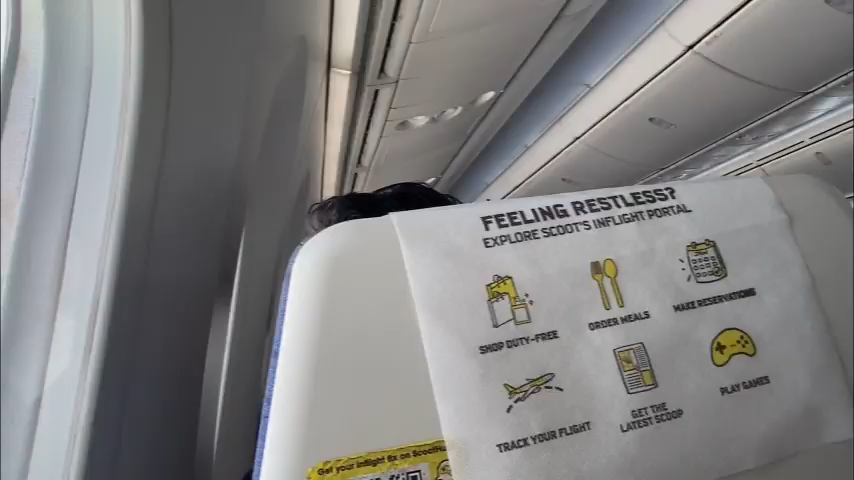 FEELING RESTLESS?
EXPLORE SCOOT'S INFLIGHT PORTAL
SHOP DUTY-FREE
ORDER MEALS
MAKE RESERVATIONS
TRACK YOUR FLIGHT
GET THE
LATEST SCOOP
PLAY GAMES
Get your inflight fix on ScootHu